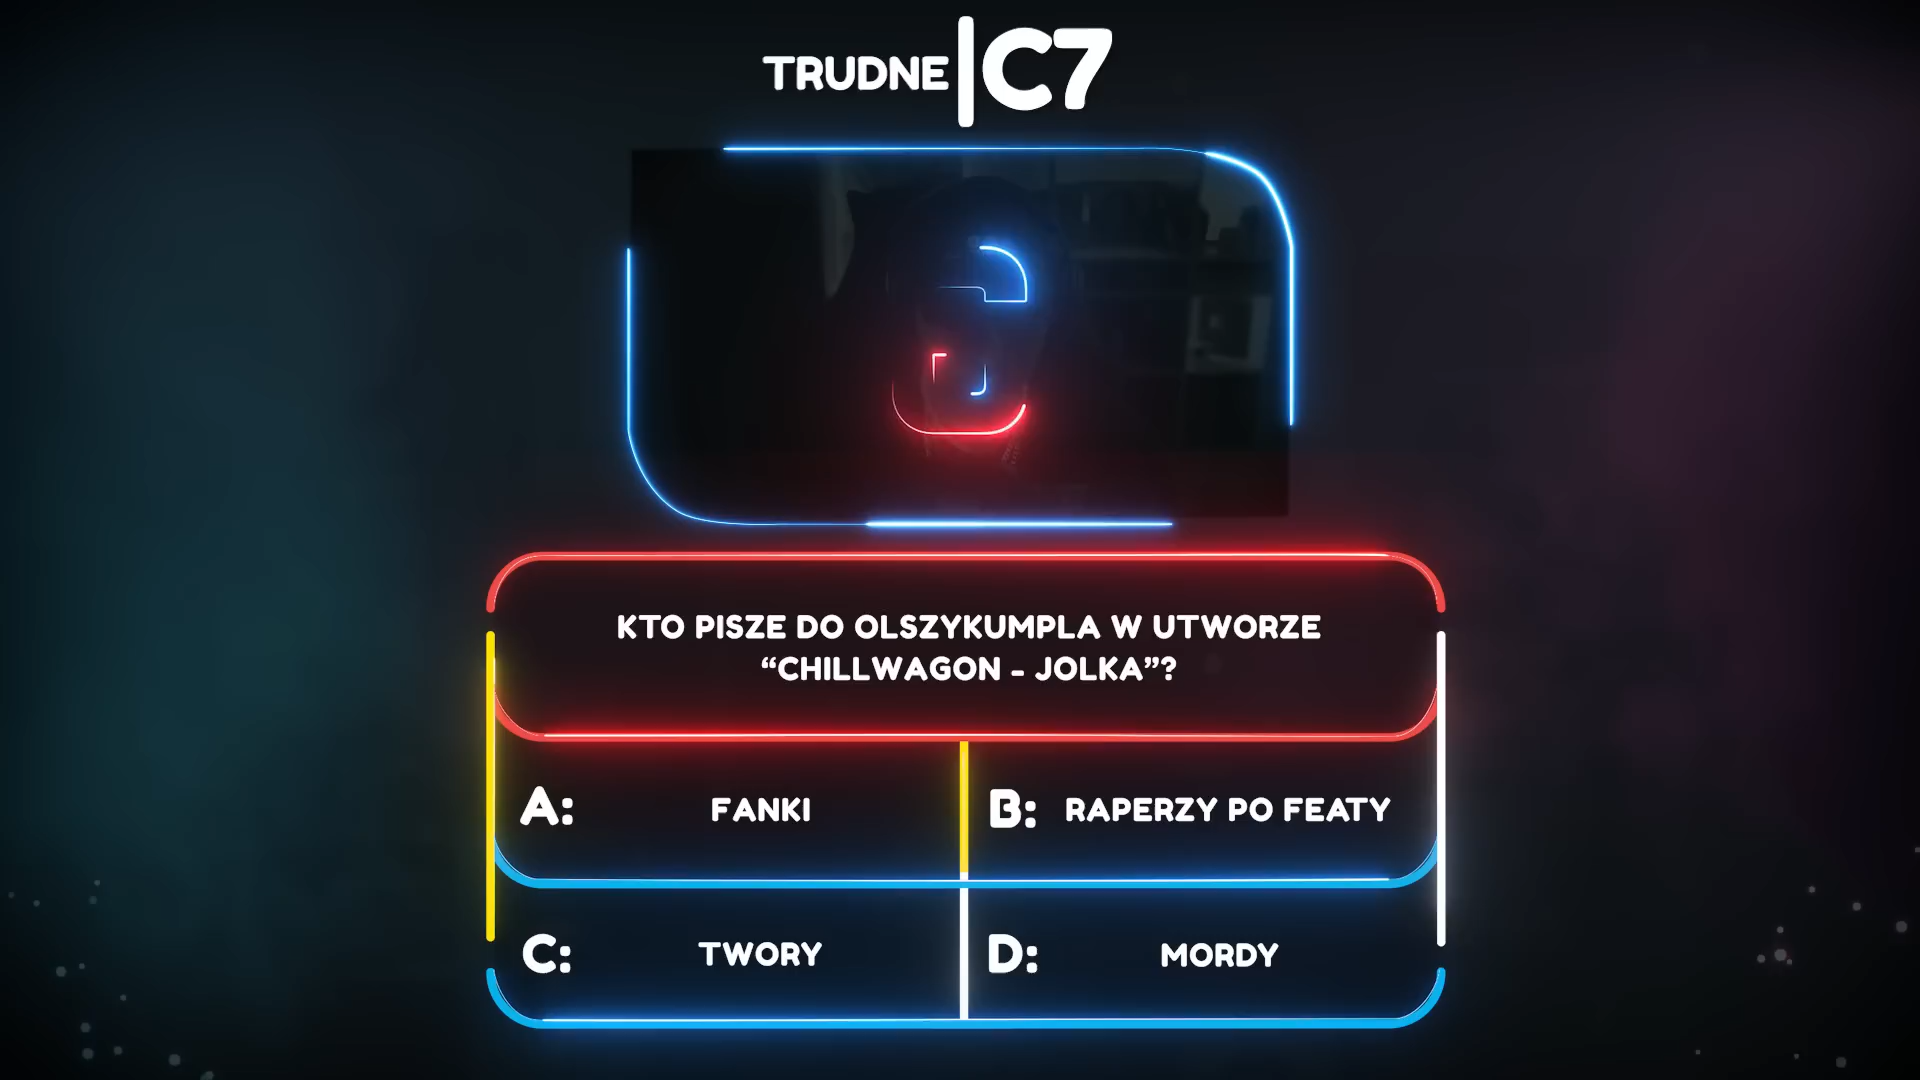 TRUDNE|C7
KTO PISZE DO OLSZYKUMPLA W UTWORZE
“CHILLWAGON - JOLKA”?
A: FANKI
B: RAPERZY PO FEATY
C: TWORY
D: MORDY